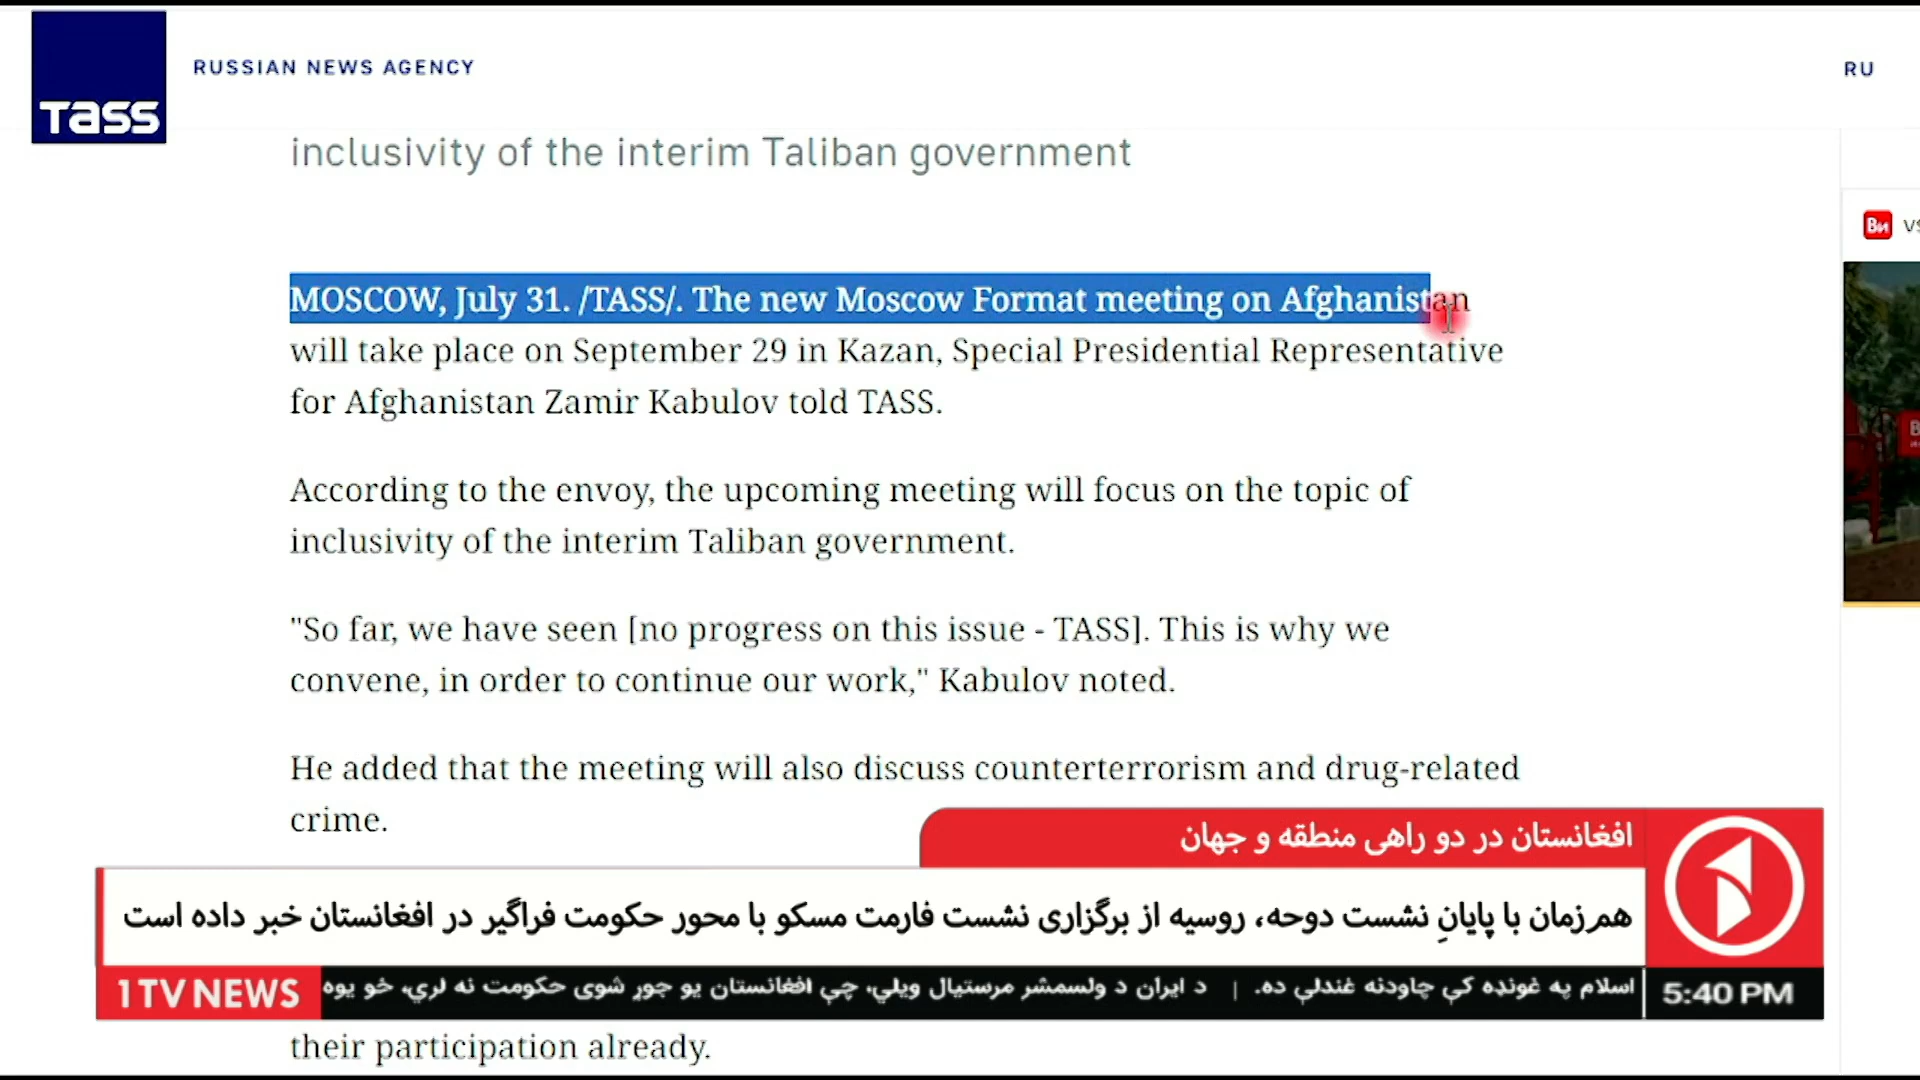 Tass
RUSSIAN NEWS AGENCY
RU
inclusivity of the interim Taliban government
MOSCOW, July 31. /TASS/. The new Moscow Format meeting on Afghanistan
will take place on September 29 in Kazan, Special Presidential Representative
for Afghanistan Zamir Kabulov told TASS.
According to the envoy, the upcoming meeting will focus on the topic of
inclusivity of the interim Taliban government.
"So far, we have seen [no progress on this issue - TASS]. This is why we
convene, in order to continue our work," Kabulov noted.
He added that the meeting will also discuss counterterrorism and drug-related
crime.
افغانستان در دو راهی منطقه و جهان
هم‌زمان با پایانِ نشست دوحه، روسیه از برگزاری نشست فارمت مسکو با محور حکومت فراگیر در افغانستان خبر داده است
1TV NEWS
اسلام په غونډه کې چاودنه غندلې ده. | د ایران د ولسمشر مرستیال ویلي، چې افغانستان یو جوړ شوی حکومت نه لري، خو یوه
5:40 PM
their participation already.
Ви